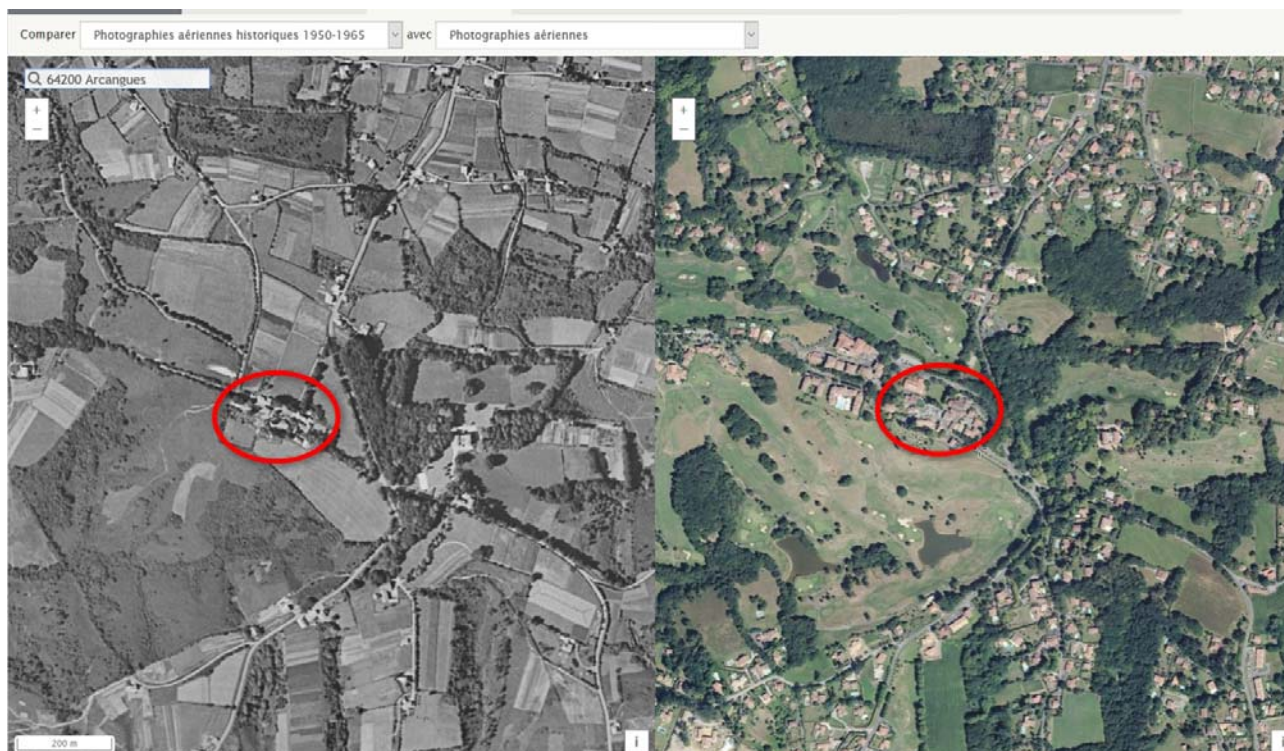 Comparer Photographies aériennes historiques 1950-1965 avec Photographies aériennes
64200 Arcangues
+
–
+
–
200 m
i